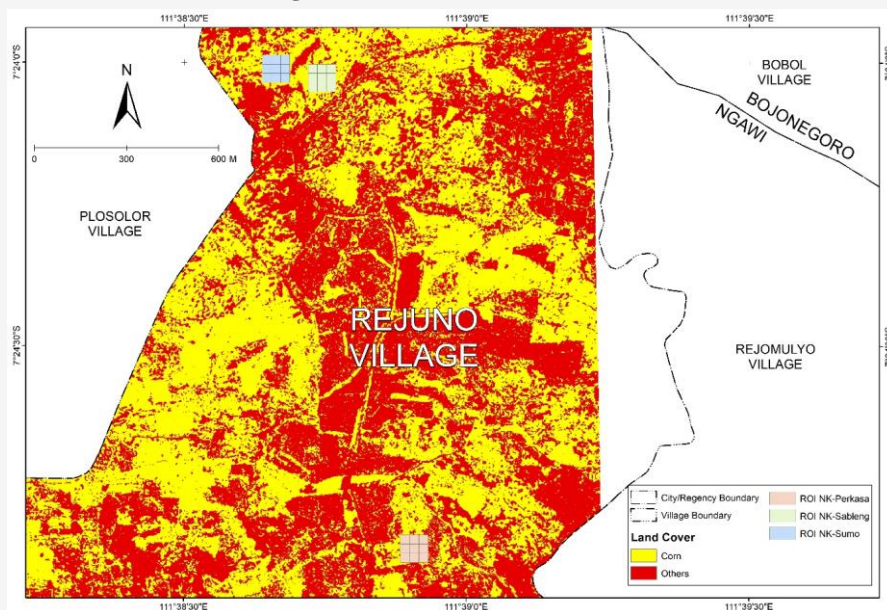 111°38'30"E
111°39'0"E
111°39'30"E
7°24'0"S
N
0
300
600 M
BOBOL
VILLAGE
BOJONEGORO
NGAWI
PLOSOLOR
VILLAGE
REJUNO
VILLAGE
7°24'30"S
REJOMULYO
VILLAGE
City/Regency Boundary
Village Boundary
Land Cover
Corn
Others
ROI NK-Perkasa
ROI NK-Sableng
ROI NK-Sumo
111°38'30"E
111°39'0"E
111°39'30"E